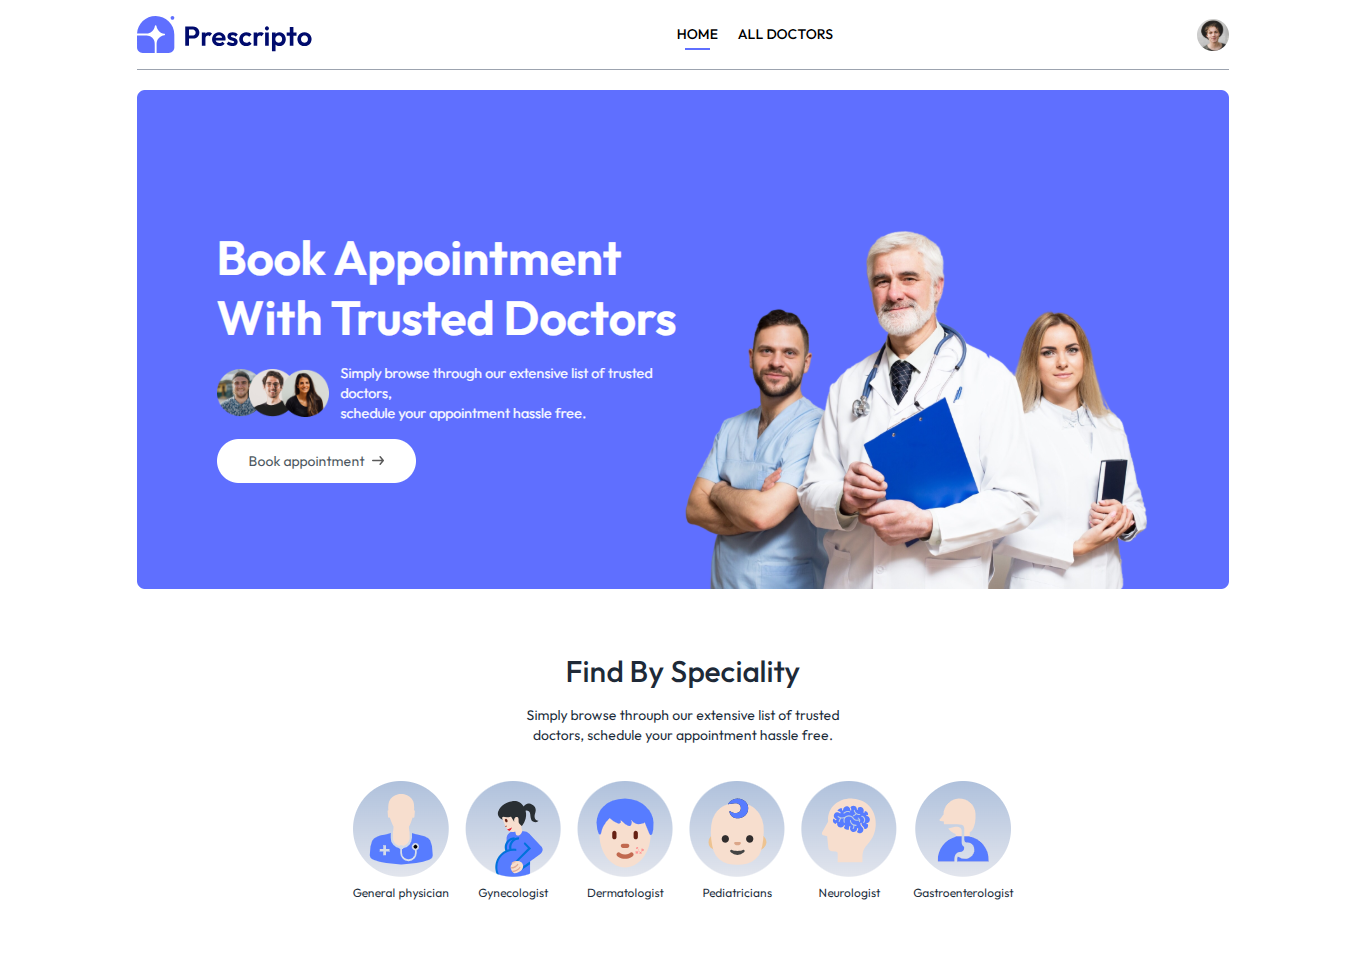 Prescripto
HOME
ALL DOCTORS
Book Appointment
With Trusted Doctors
Simply browse through our extensive list of trusted
doctors,
schedule your appointment hassle free.
Book appointment →
Find By Speciality
Simply browse throuph our extensive list of trusted
doctors, schedule your appointment hassle free.
General physician
Gynecologist
Dermatologist
Pediatricians
Neurologist
Gastroenterologist